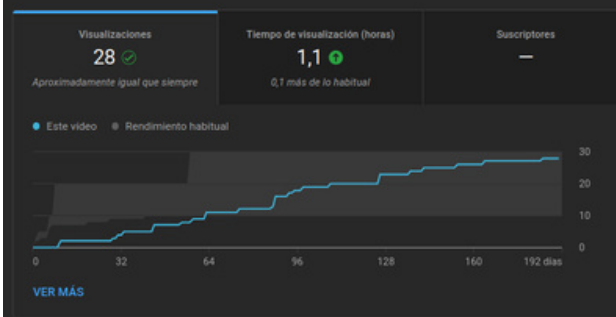 Visualizaciones
28
Aproximadamente igual que siempre
Tiempo de visualización (horas)
1,1
0,1 más de lo habitual
Suscriptores
—
Este vídeo
Rendimiento habitual
30
20
10
0
0 32 64 96 128 160 192 días
VER MÁS